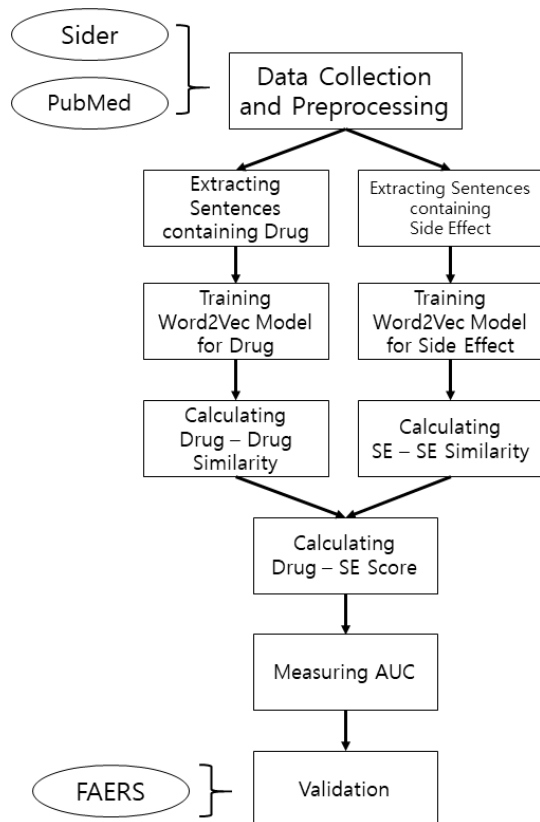 Sider
PubMed
Data Collection
and Preprocessing
Extracting
Sentences
containing Drug
Extracting Sentences
containing
Side Effect
Training
Word2Vec Model
for Drug
Training
Word2Vec Model
for Side Effect
Calculating
Drug – Drug
Similarity
Calculating
SE – SE Similarity
Calculating
Drug – SE Score
Measuring AUC
FAERS
Validation